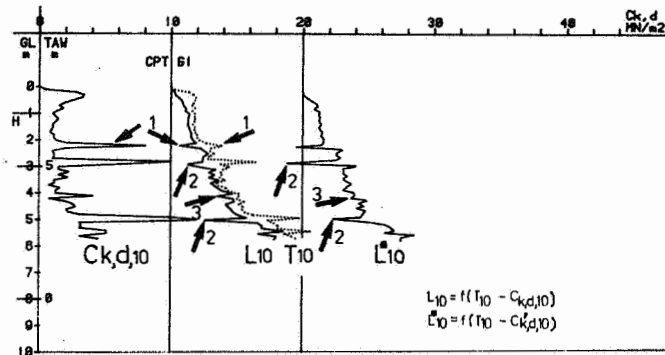 10 20 30 40 Ck,d
MN/m2
GL TAW
m m
CPT G1
0
1
H
2
3 5
4
5
6
7
8 0
9
10
1 1
2 2
3 3
2 2
Ck,d,10 L10 T10 L*10
L10 = f(T10 - Ck,d,10)
L*10 = f(T10 - C*k,d,10)